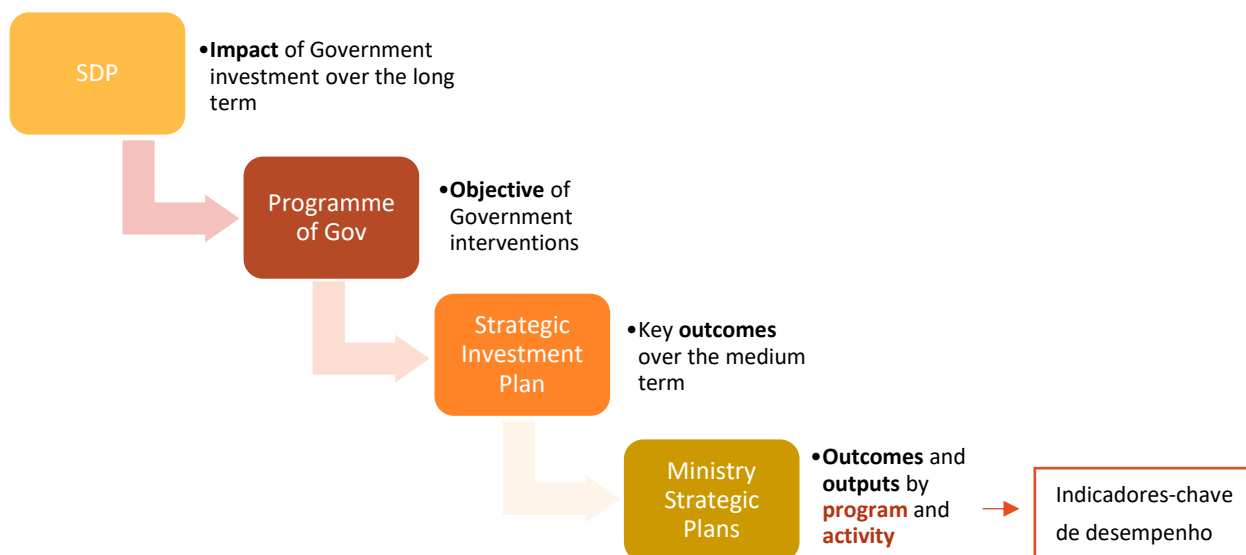 SDP
•Impact of Government
investment over the long
term
Programme
of Gov
•Objective of
Government
interventions
Strategic
Investment
Plan
•Key outcomes
over the medium
term
Ministry
Strategic
Plans
•Outcomes and
outputs by
program and
activity
Indicadores-chave
de desempenho